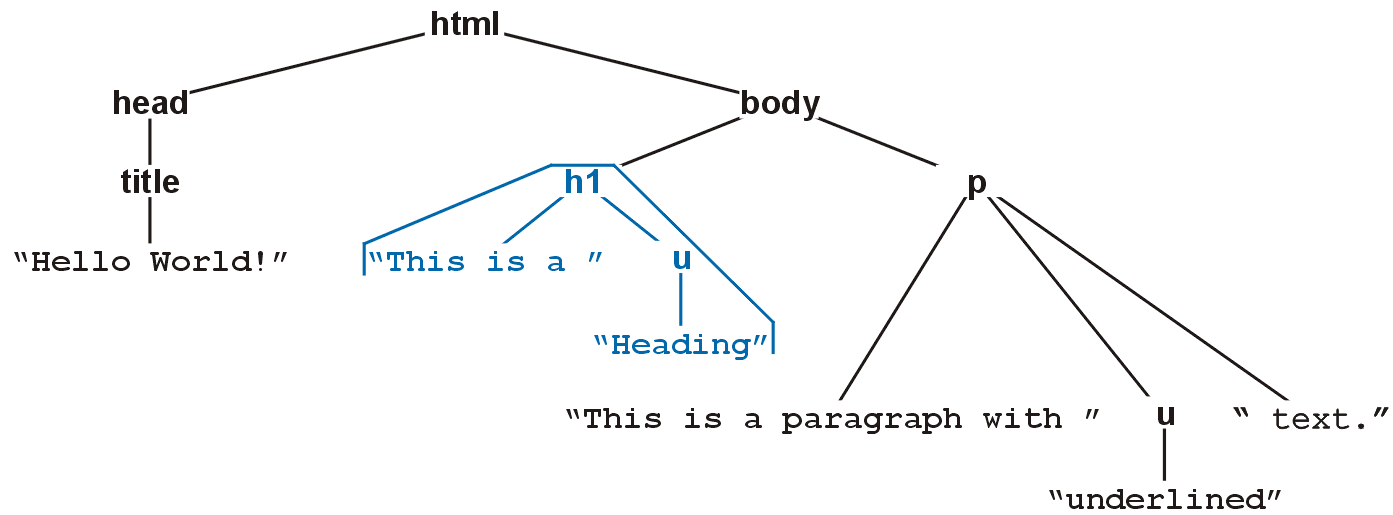 html
head body
title h1 p
“Hello World!” “This is a ” u
“Heading”
“This is a paragraph with ” u “ text.”
“underlined”